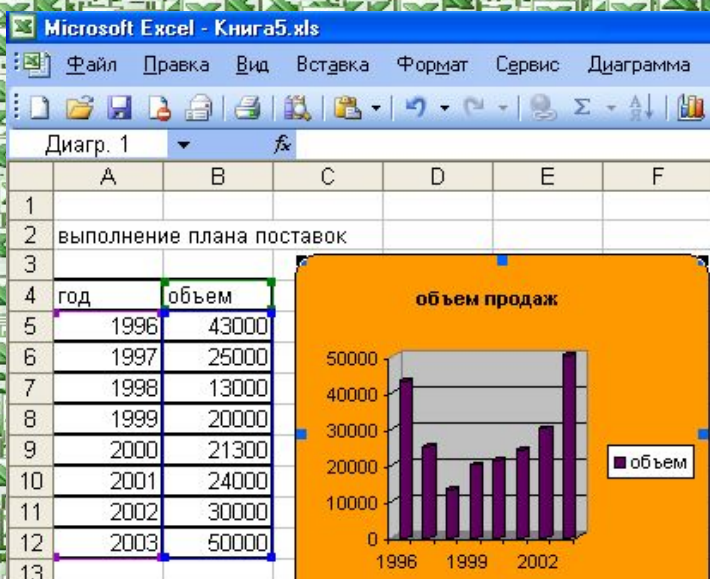 Microsoft Excel - Книга5.xls
Файл Правка Вид Вставка Формат Сервис Диаграмма
Диагр. 1 fx
A B C D E F
1
2 выполнение плана поставок
3
4 год объем
5 1996 43000
6 1997 25000
7 1998 13000
8 1999 20000
9 2000 21300
10 2001 24000
11 2002 30000
12 2003 50000
13
объем продаж
50000
40000
30000
20000
10000
0
1996 1999 2002
объем